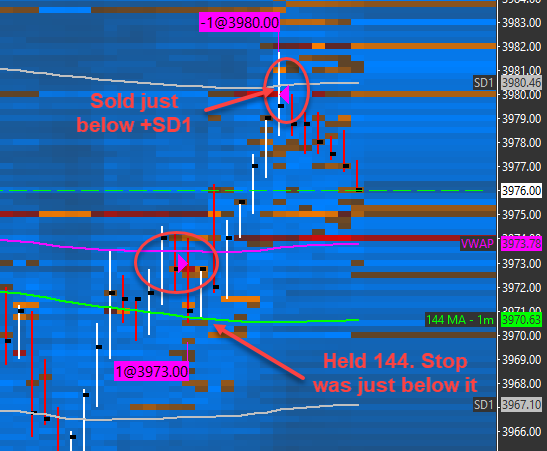 3983.00
-1@3980.00
3982.00
3981.00
SD1 3980.46
3980.00
Sold just
below +SD1
3979.00
3978.00
3977.00
3976.00
3975.00
VWAP 3973.78
3973.00
3972.00
144 MA - 1m 3970.63
3970.00
Held 144. Stop
was just below it
1@3973.00
3969.00
3968.00
SD1 3967.10
3966.00